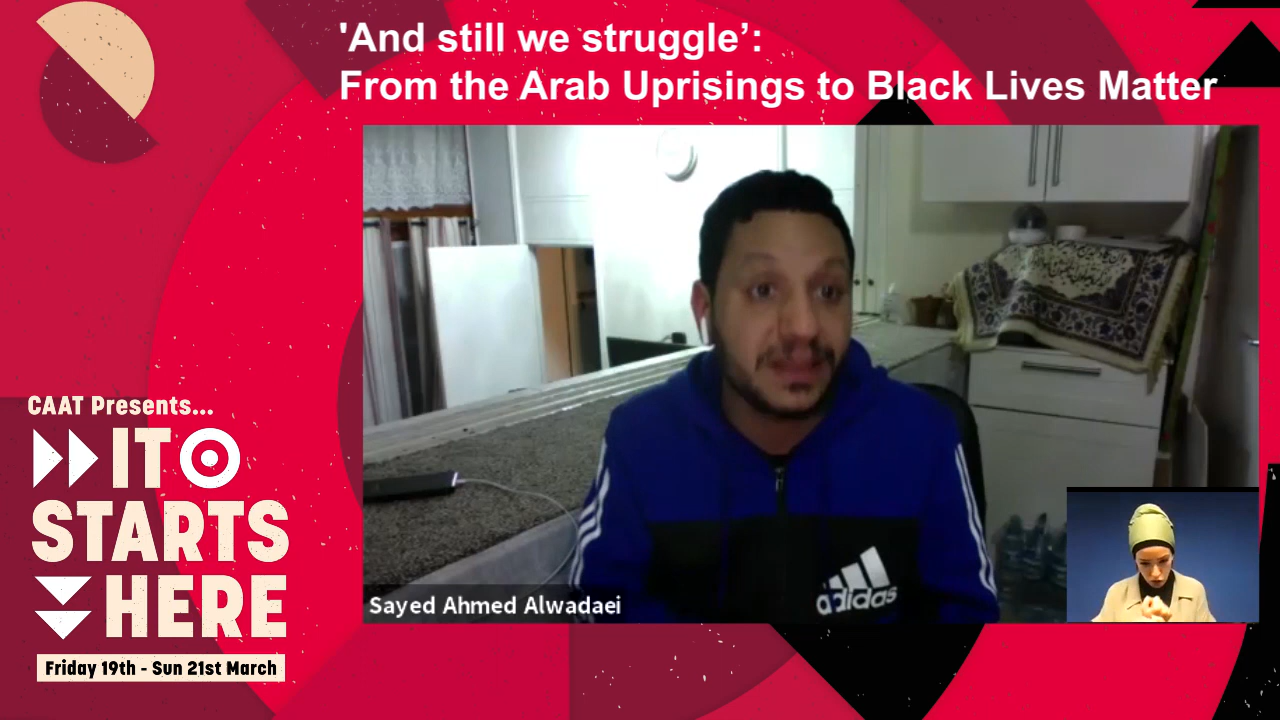 'And still we struggle’:
From the Arab Uprisings to Black Lives Matter
CAAT Presents...
IT
STARTS
HERE
Friday 19th - Sun 21st March
Sayed Ahmed Alwadaei
adidas